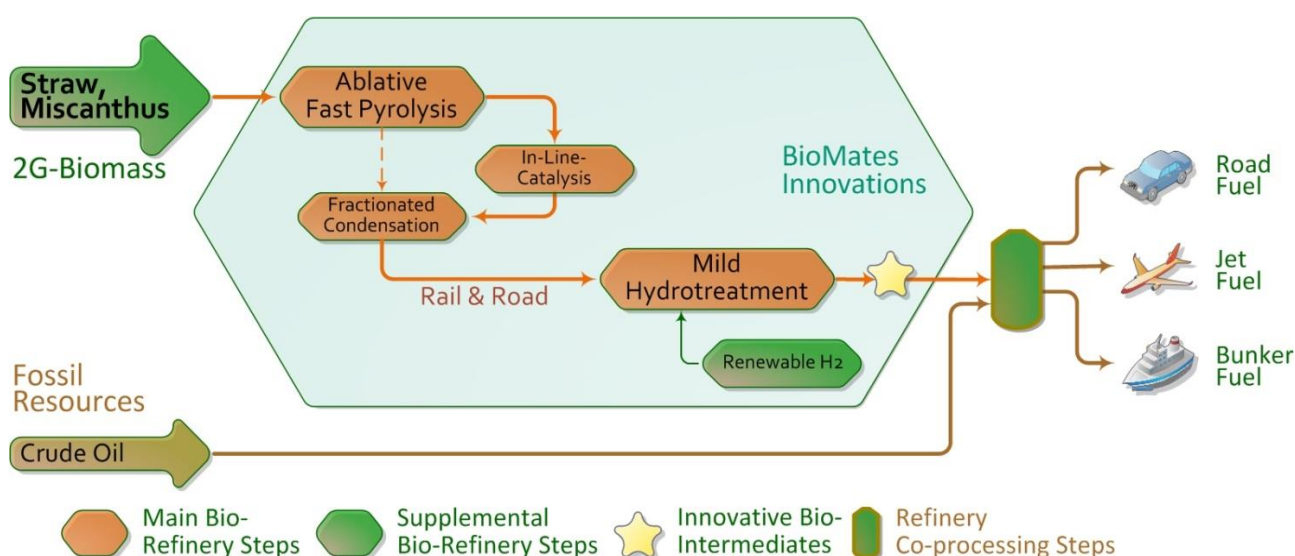 Straw,
Miscanthus
2G-Biomass
Ablative
Fast Pyrolysis
In-Line-
Catalysis
Fractionated
Condensation
BioMates
Innovations
Rail & Road
Mild
Hydrotreatment
Renewable H2
Road
Fuel
Jet
Fuel
Bunker
Fuel
Fossil
Resources
Crude Oil
Main Bio-
Refinery Steps
Supplemental
Bio-Refinery Steps
Innovative Bio-
Intermediates
Refinery
Co-processing Steps